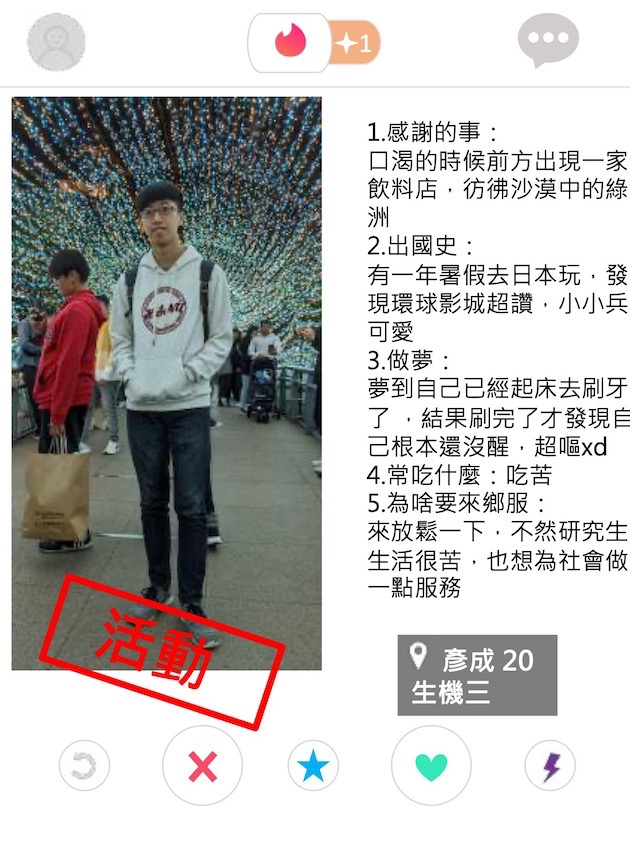 1
1.感謝的事：
口渴的時候前方出現一家
飲料店，彷彿沙漠中的綠
洲
2.出國史：
有一年暑假去日本玩，發
現環球影城超讚，小小兵
可愛
3.做夢：
夢到自己已經起床去刷牙
了 ，結果刷完了才發現自
己根本還沒醒，超嘔xd
4.常吃什麼：吃苦
5.為啥要來鄉服：
來放鬆一下，不然研究生
生活很苦，也想為社會做
一點服務
活動
彥成 20
生機三